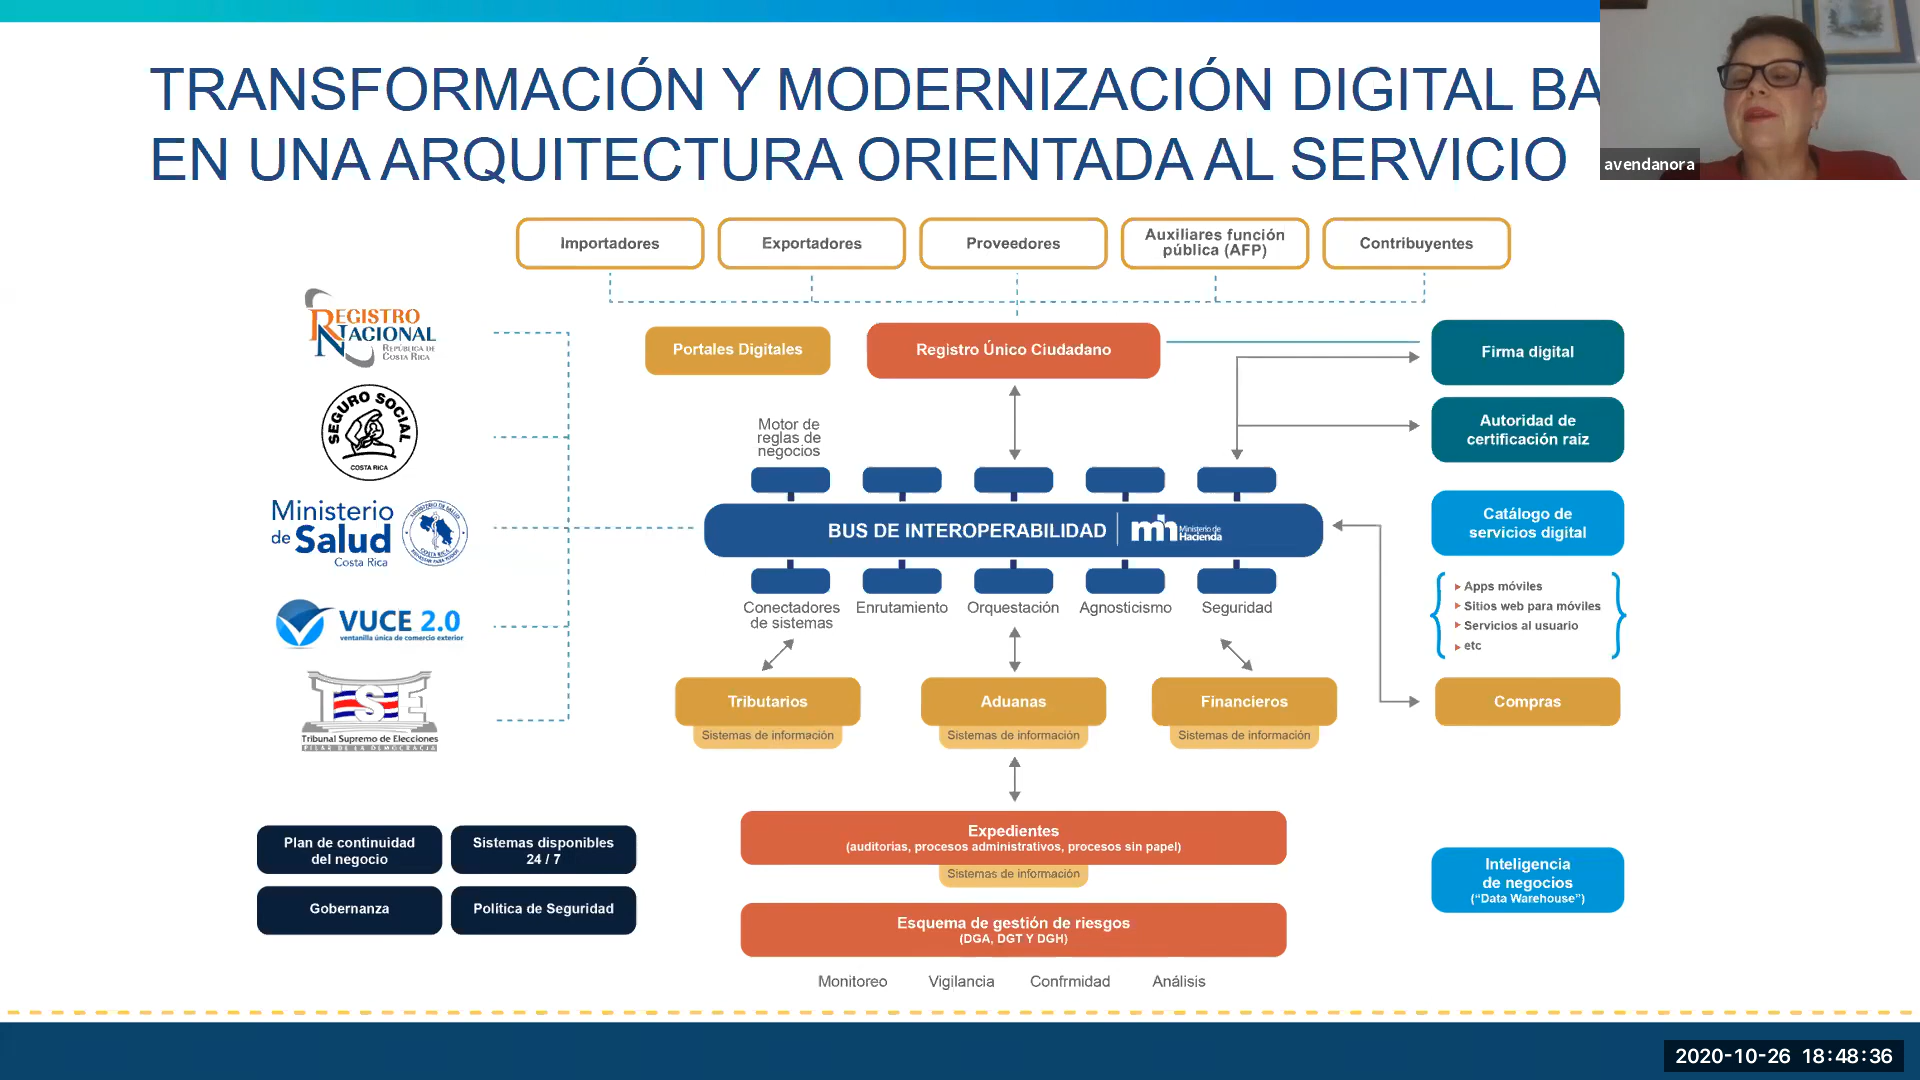 TRANSFORMACIÓN Y MODERNIZACIÓN DIGITAL BA
EN UNA ARQUITECTURA ORIENTADA AL SERVICIO
avendanora
Importadores
Exportadores
Proveedores
Auxiliares función
pública (AFP)
Contribuyentes
REGISTRO
NACIONAL
REPÚBLICA DE
COSTA RICA
Portales Digitales
Registro Único Ciudadano
Firma digital
SEGURO SOCIAL
COSTA RICA
Motor de
reglas de
negocios
Autoridad de
certificación raiz
Ministerio
de Salud
Costa Rica
BUS DE INTEROPERABILIDAD
mh Ministerio de
Hacienda
Catálogo de
servicios digital
Apps móviles
Sitios web para móviles
Servicios al usuario
etc
Conectadores
de sistemas
Enrutamiento
Orquestación
Agnosticismo
Seguridad
VUCE 2.0
ventanilla única de comercio exterior
TSE
Tribunal Supremo de Elecciones
PILAR DE LA DEMOCRACIA
Tributarios
Sistemas de información
Aduanas
Sistemas de información
Financieros
Sistemas de información
Compras
Plan de continuidad
del negocio
Sistemas disponibles
24 / 7
Gobernanza
Política de Seguridad
Expedientes
(auditorias, procesos administrativos, procesos sin papel)
Sistemas de información
Esquema de gestión de riesgos
(DGA, DGT Y DGH)
Monitoreo
Vigilancia
Confrmidad
Análisis
Inteligencia
de negocios
(“Data Warehouse”)
2020-10-26 18:48:36